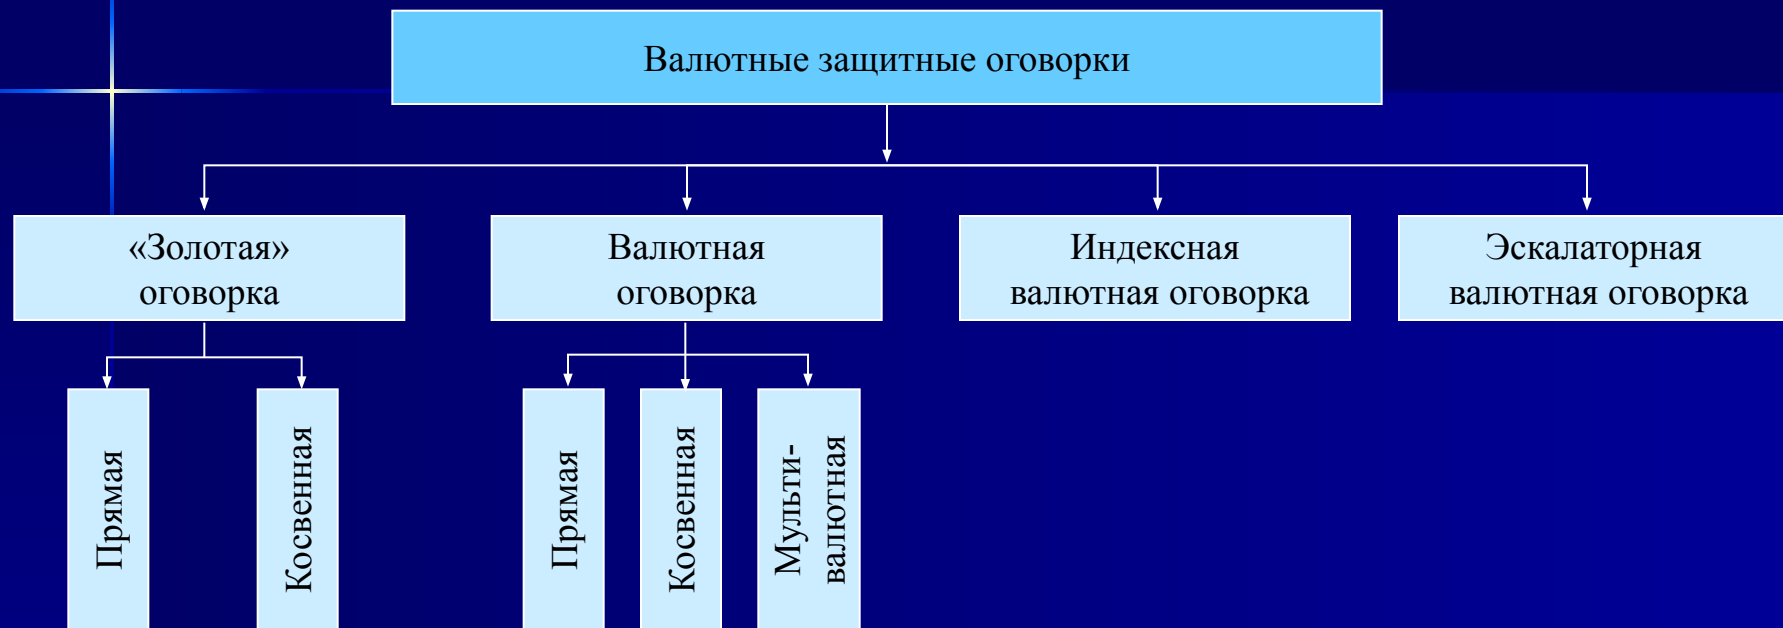 Валютные защитные оговорки
«Золотая»
оговорка
Валютная
оговорка
Индексная
валютная оговорка
Эскалаторная
валютная оговорка
Прямая
Косвенная
Прямая
Косвенная
Мульти-
валютная